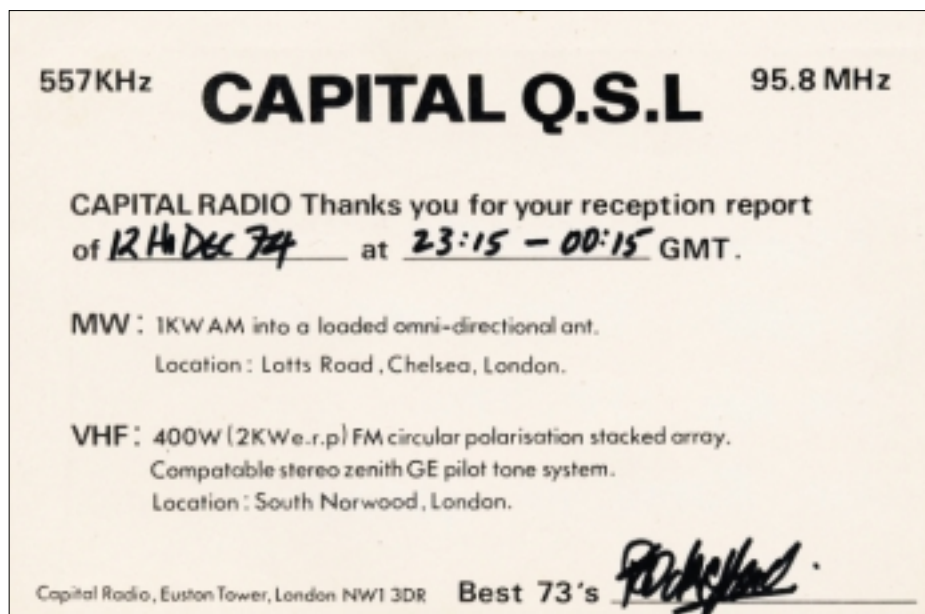 557KHz CAPITAL Q.S.L 95.8 MHz
CAPITAL RADIO Thanks you for your reception report
of 12th DEC 74 at 23:15 - 00:15 GMT.
MW: 1KW AM into a loaded omni-directional ant.
Location: Lotts Road, Chelsea, London.
VHF: 400W (2KWe.r.p) FM circular polarisation stacked array.
Compatable stereo zenith GE pilot tone system.
Location: South Norwood, London.
Capital Radio, Euston Tower, London NW1 3DR Best 73's